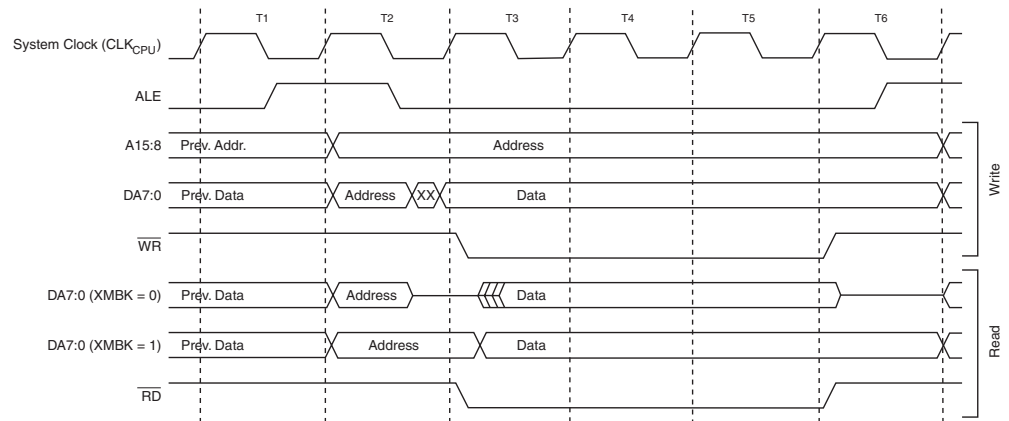 T1 T2 T3 T4 T5 T6
System Clock (CLKCPU)
ALE
A15:8 Prev. Addr. Address
DA7:0 Prev. Data Address XX Data
WR
Write
DA7:0 (XMBK = 0) Prev. Data Address Data
DA7:0 (XMBK = 1) Prev. Data Address Data
RD
Read